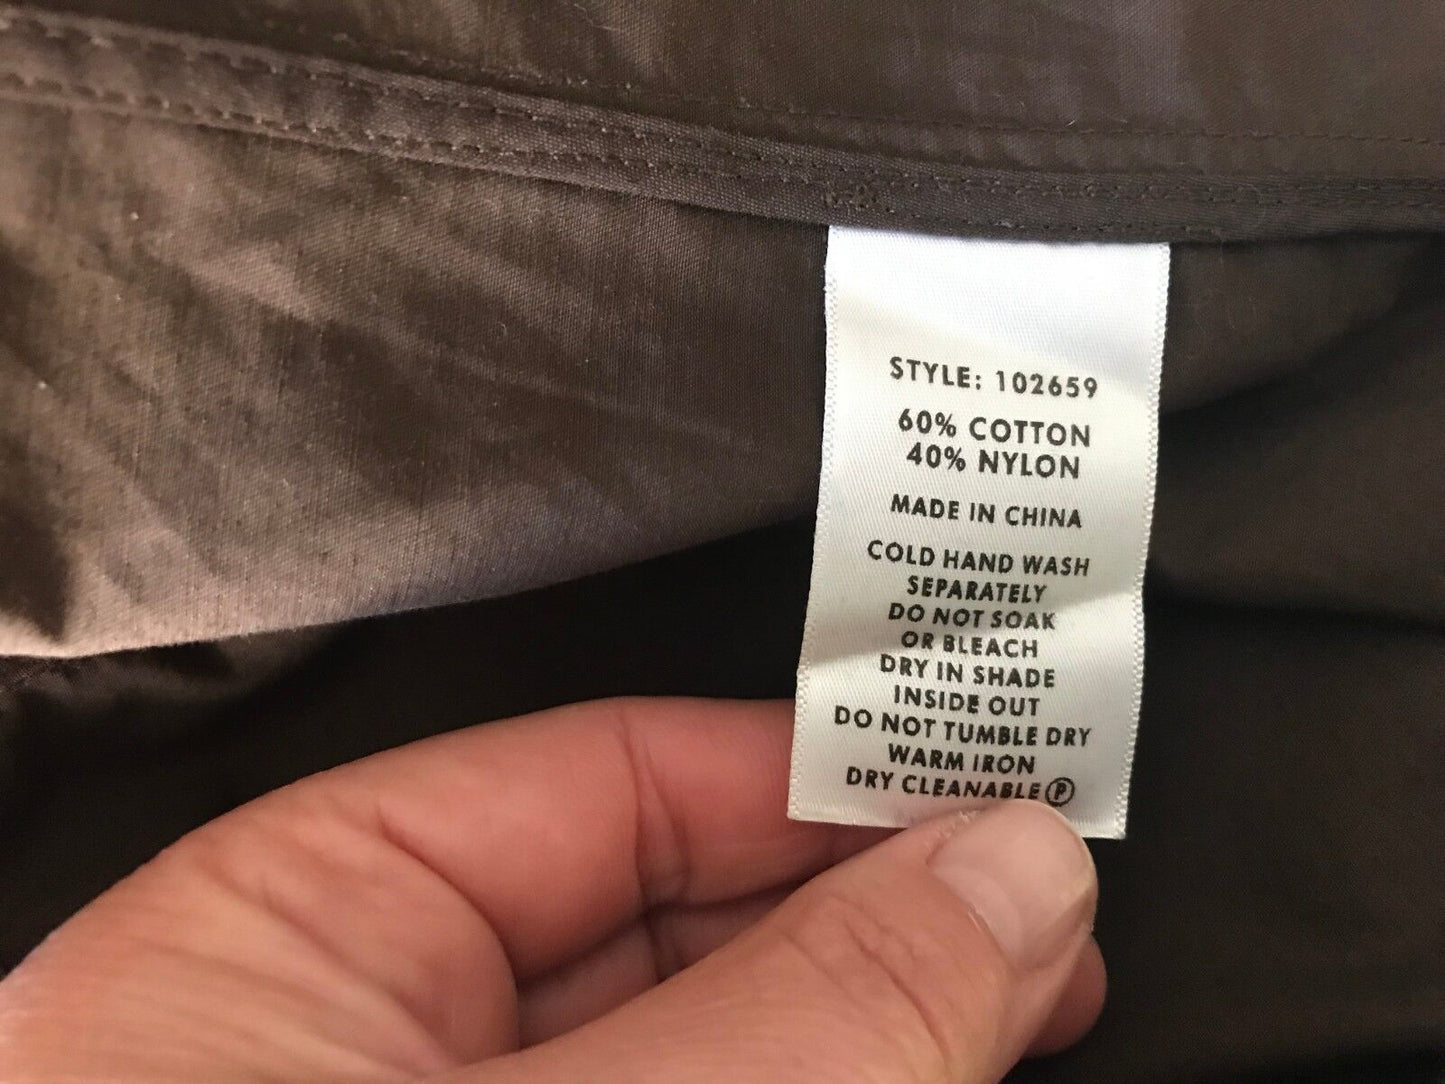 STYLE: 102659
60% COTTON
40% NYLON
MADE IN CHINA
COLD HAND WASH
SEPARATELY
DO NOT SOAK
OR BLEACH
DRY IN SHADE
INSIDE OUT
DO NOT TUMBLE DRY
WARM IRON
DRY CLEANABLE Ⓟ